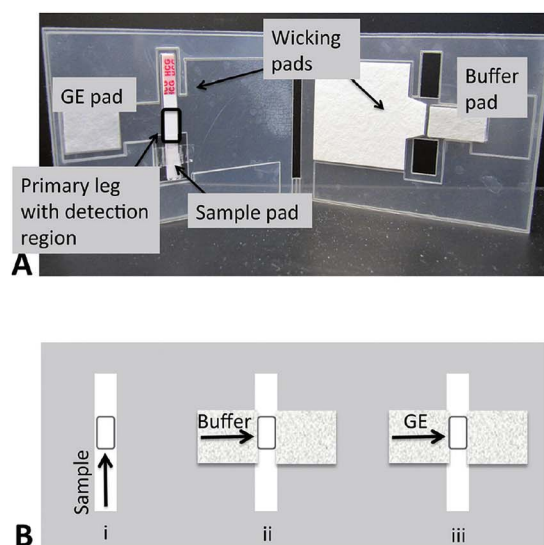 Wicking
pads
GE pad
Buffer
pad
Primary leg
with detection
region
Sample pad
A
Buffer
GE
Sample
i
ii
iii
B